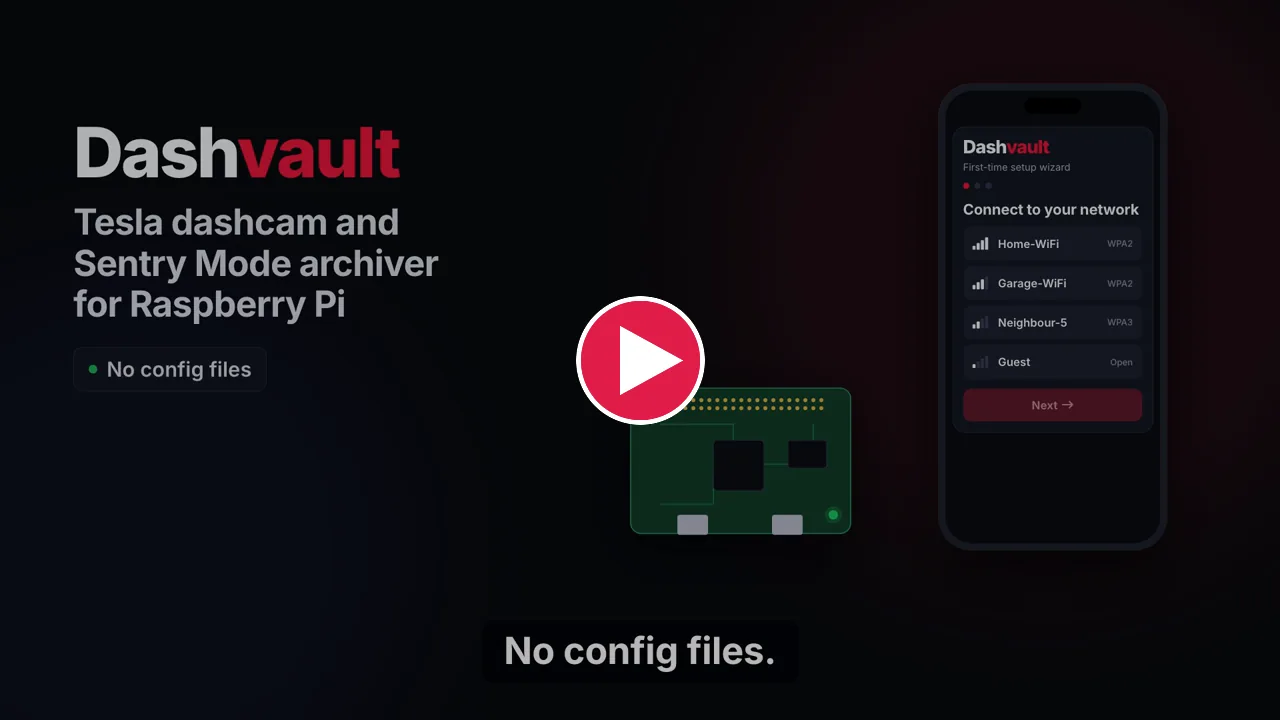 Dashvault
Tesla dashcam and
Sentry Mode archiver
for Raspberry Pi
No config files
Dashvault
First-time setup wizard
Connect to your network
Home-WiFi WPA2
Garage-WiFi WPA2
Neighbour-5 WPA3
Guest Open
Next →
No config files.